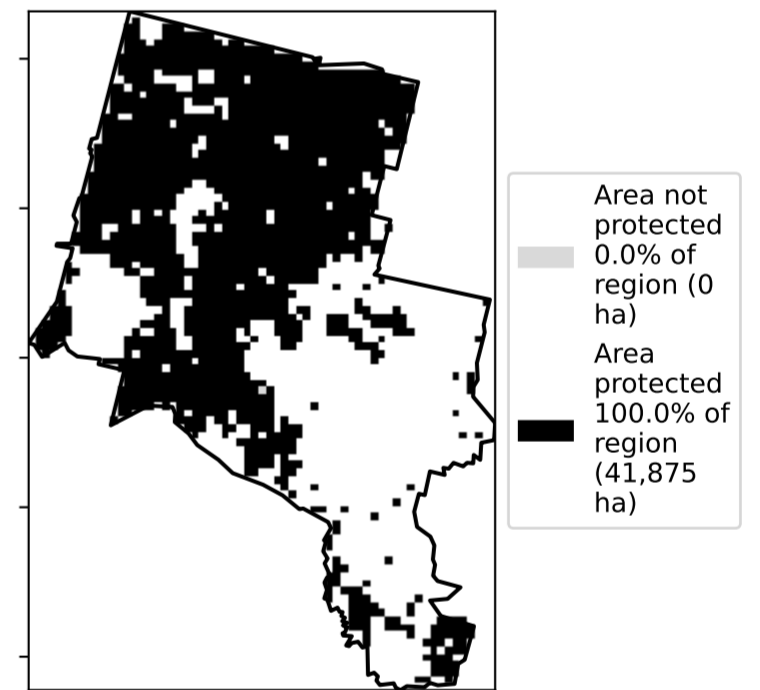 Area not
protected
0.0% of
region (0
ha)
Area
protected
100.0% of
region
(41,875
ha)